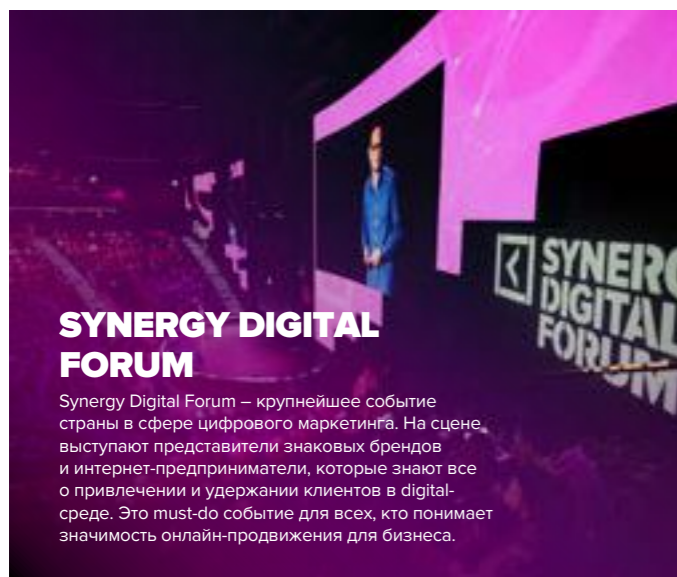 SYNERGY DIGITAL
FORUM
Synergy Digital Forum – крупнейшее событие
страны в сфере цифрового маркетинга. На сцене
выступают представители знаковых брендов
и интернет-предприниматели, которые знают все
о привлечении и удержании клиентов в digital-
среде. Это must-do событие для всех, кто понимает
значимость онлайн-продвижения для бизнеса.
SYNERG
DIGITAL
FORUM